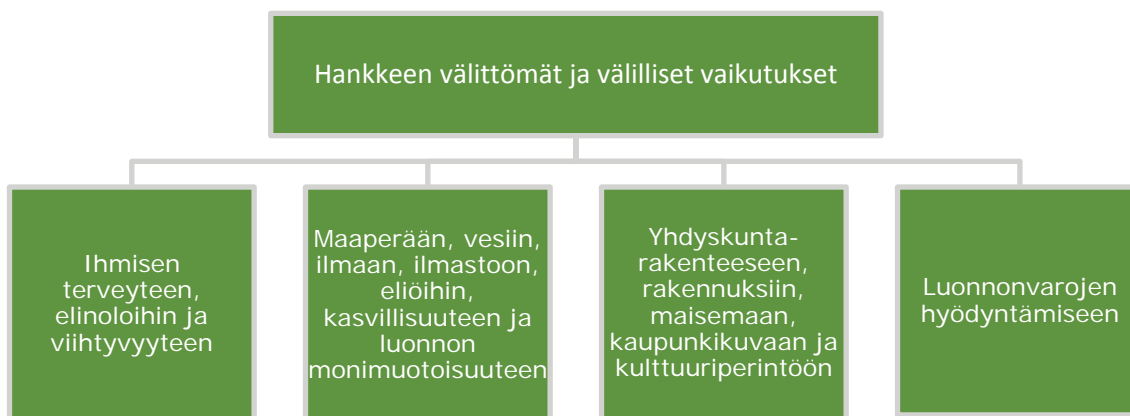 Hankkeen välittömät ja välilliset vaikutukset
Ihmisen
terveyteen,
elinoloihin ja
viihtyvyyteen
Maaperään, vesiin,
ilmaan, ilmastoon,
eliöihin,
kasvillisuuteen ja
luonnon
monimuotoisuuteen
Yhdyskunta-
rakenteeseen,
rakennuksiin,
maisemaan,
kaupunkikuvaan ja
kulttuuriperintöön
Luonnonvarojen
hyödyntämiseen